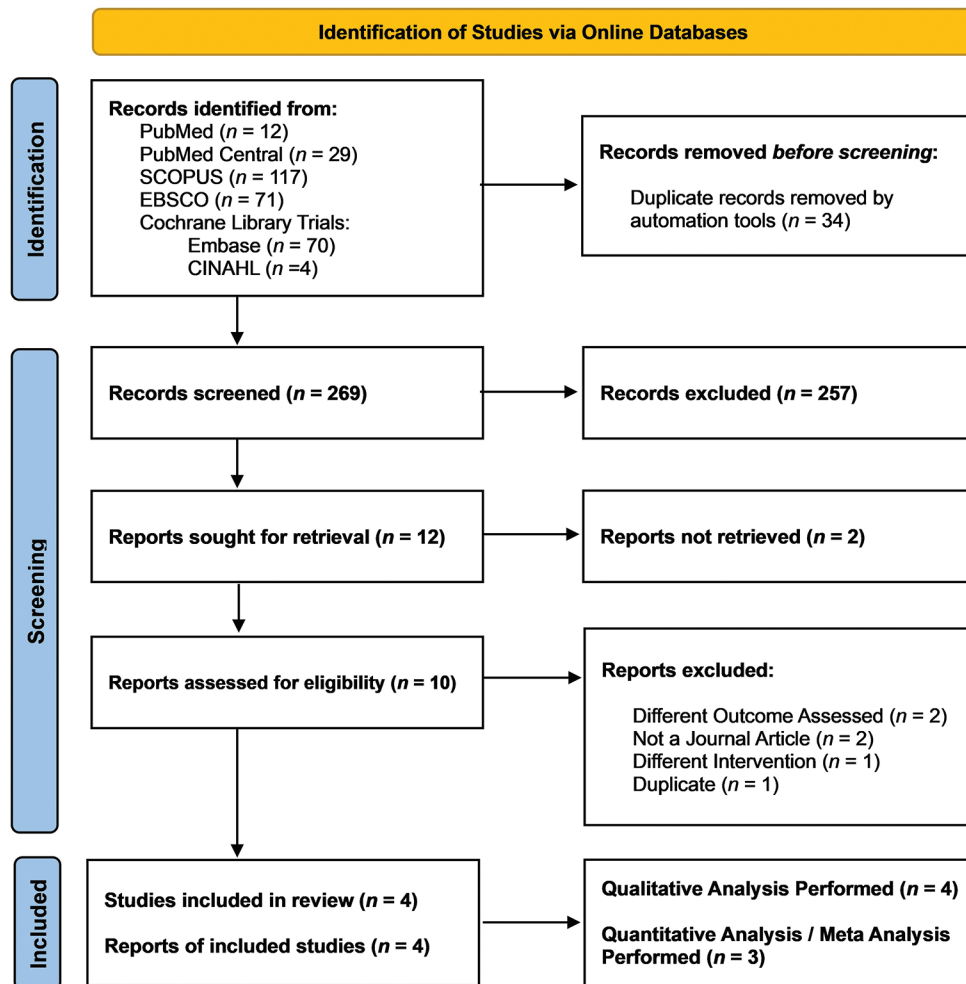 Identification of Studies via Online Databases
Identification
Records identified from:
PubMed (n = 12)
PubMed Central (n = 29)
SCOPUS (n = 117)
EBSCO (n = 71)
Cochrane Library Trials:
Embase (n = 70)
CINAHL (n =4)
Records removed before screening:
Duplicate records removed by
automation tools (n = 34)
Screening
Records screened (n = 269)
Records excluded (n = 257)
Reports sought for retrieval (n = 12)
Reports not retrieved (n = 2)
Reports assessed for eligibility (n = 10)
Reports excluded:
Different Outcome Assessed (n = 2)
Not a Journal Article (n = 2)
Different Intervention (n = 1)
Duplicate (n = 1)
Included
Studies included in review (n = 4)
Reports of included studies (n = 4)
Qualitative Analysis Performed (n = 4)
Quantitative Analysis / Meta Analysis
Performed (n = 3)